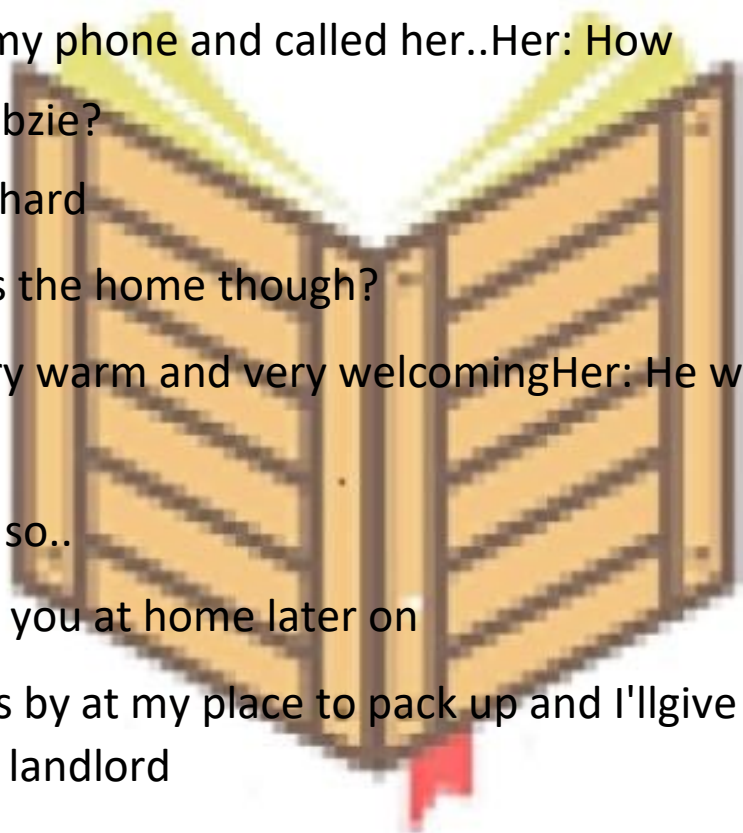 my phone and called her..Her: How
bzie?
hard
s the home though?
ry warm and very welcomingHer: He w
so..
you at home later on
s by at my place to pack up and I'llgive
landlord